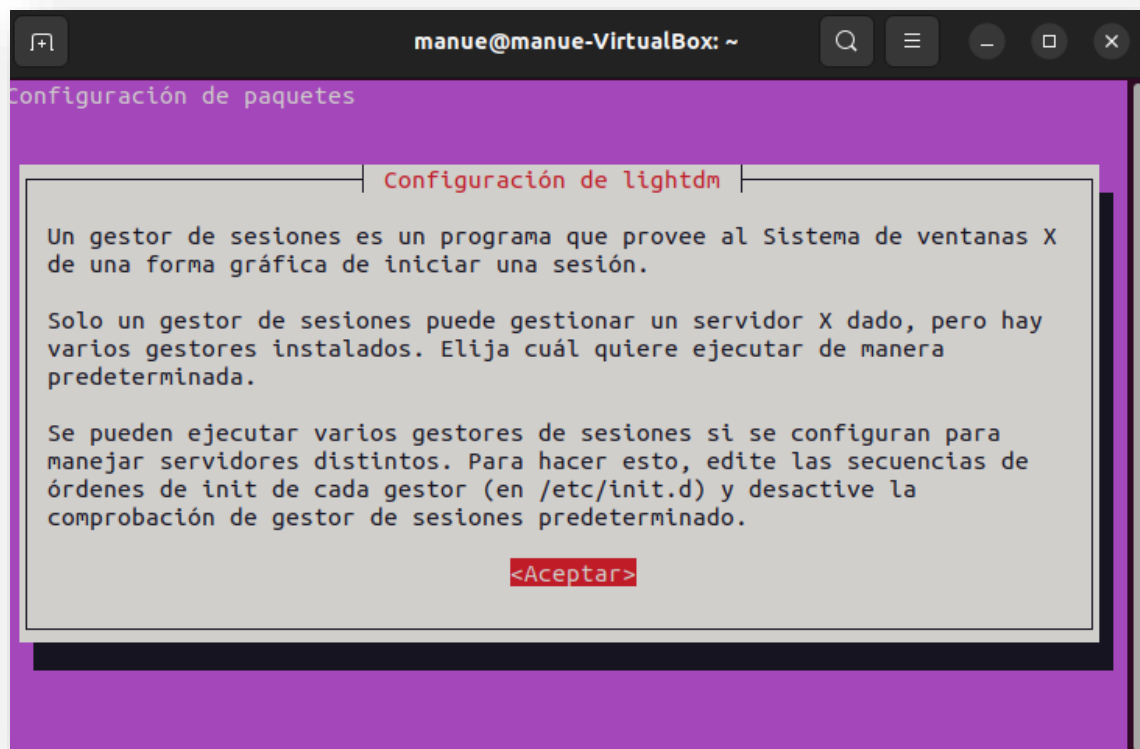 manue@manue-VirtualBox: ~
Configuración de paquetes
Configuración de lightdm
Un gestor de sesiones es un programa que provee al Sistema de ventanas X
de una forma gráfica de iniciar una sesión.
Solo un gestor de sesiones puede gestionar un servidor X dado, pero hay
varios gestores instalados. Elija cuál quiere ejecutar de manera
predeterminada.
Se pueden ejecutar varios gestores de sesiones si se configuran para
manejar servidores distintos. Para hacer esto, edite las secuencias de
órdenes de init de cada gestor (en /etc/init.d) y desactive la
comprobación de gestor de sesiones predeterminado.
<Aceptar>